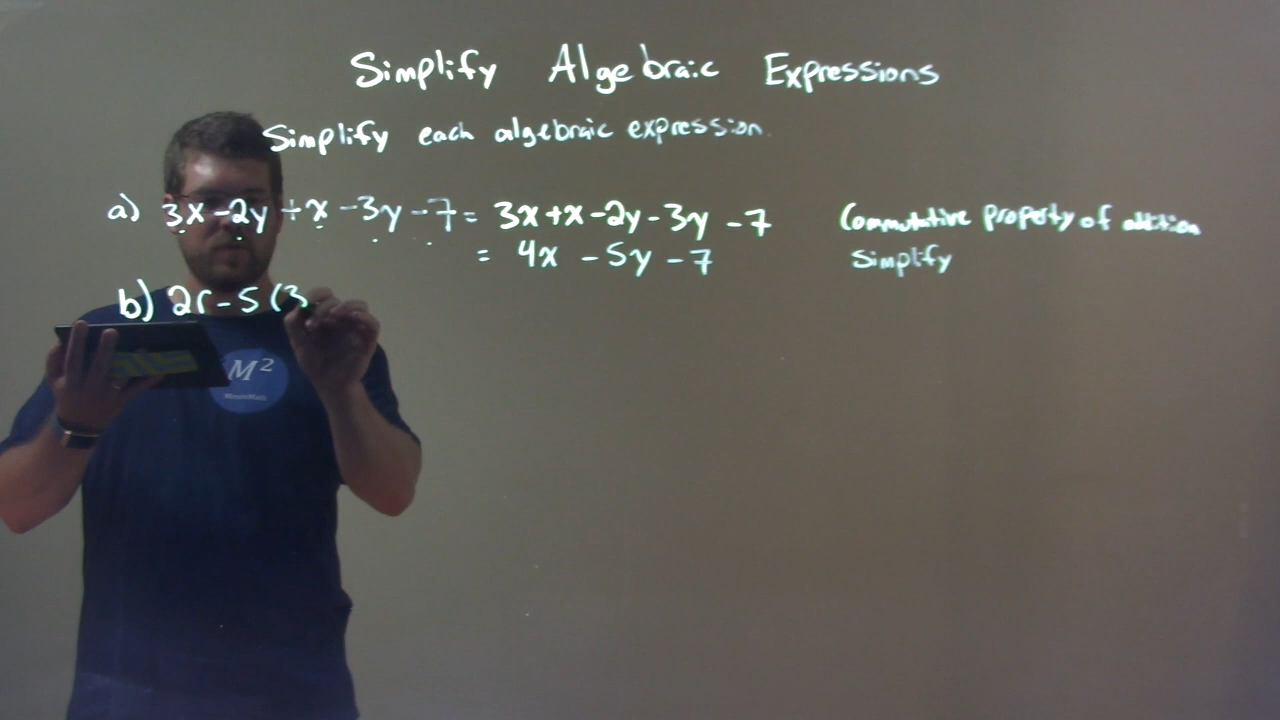 Simplify Algebraic Expressions
Simplify each algebraic expression.
a) 3x -2y +x -3y -7 = 3x+x-2y-3y -7 Commutative property of addition
= 4x -5y -7 Simplify
b) 2r-5(3
M²
MinuteMath